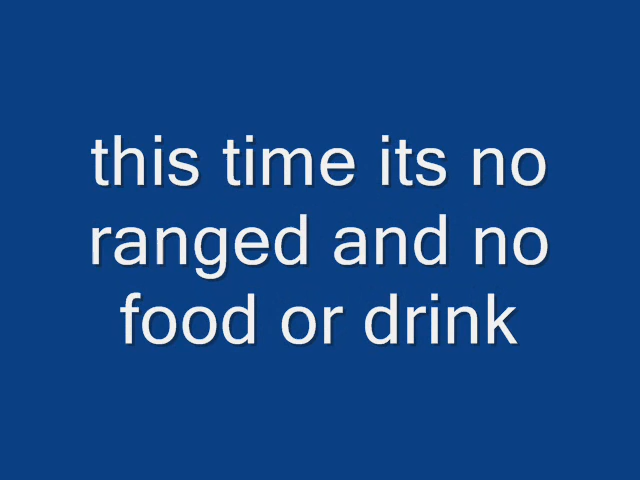 this time its no
ranged and no
food or drink